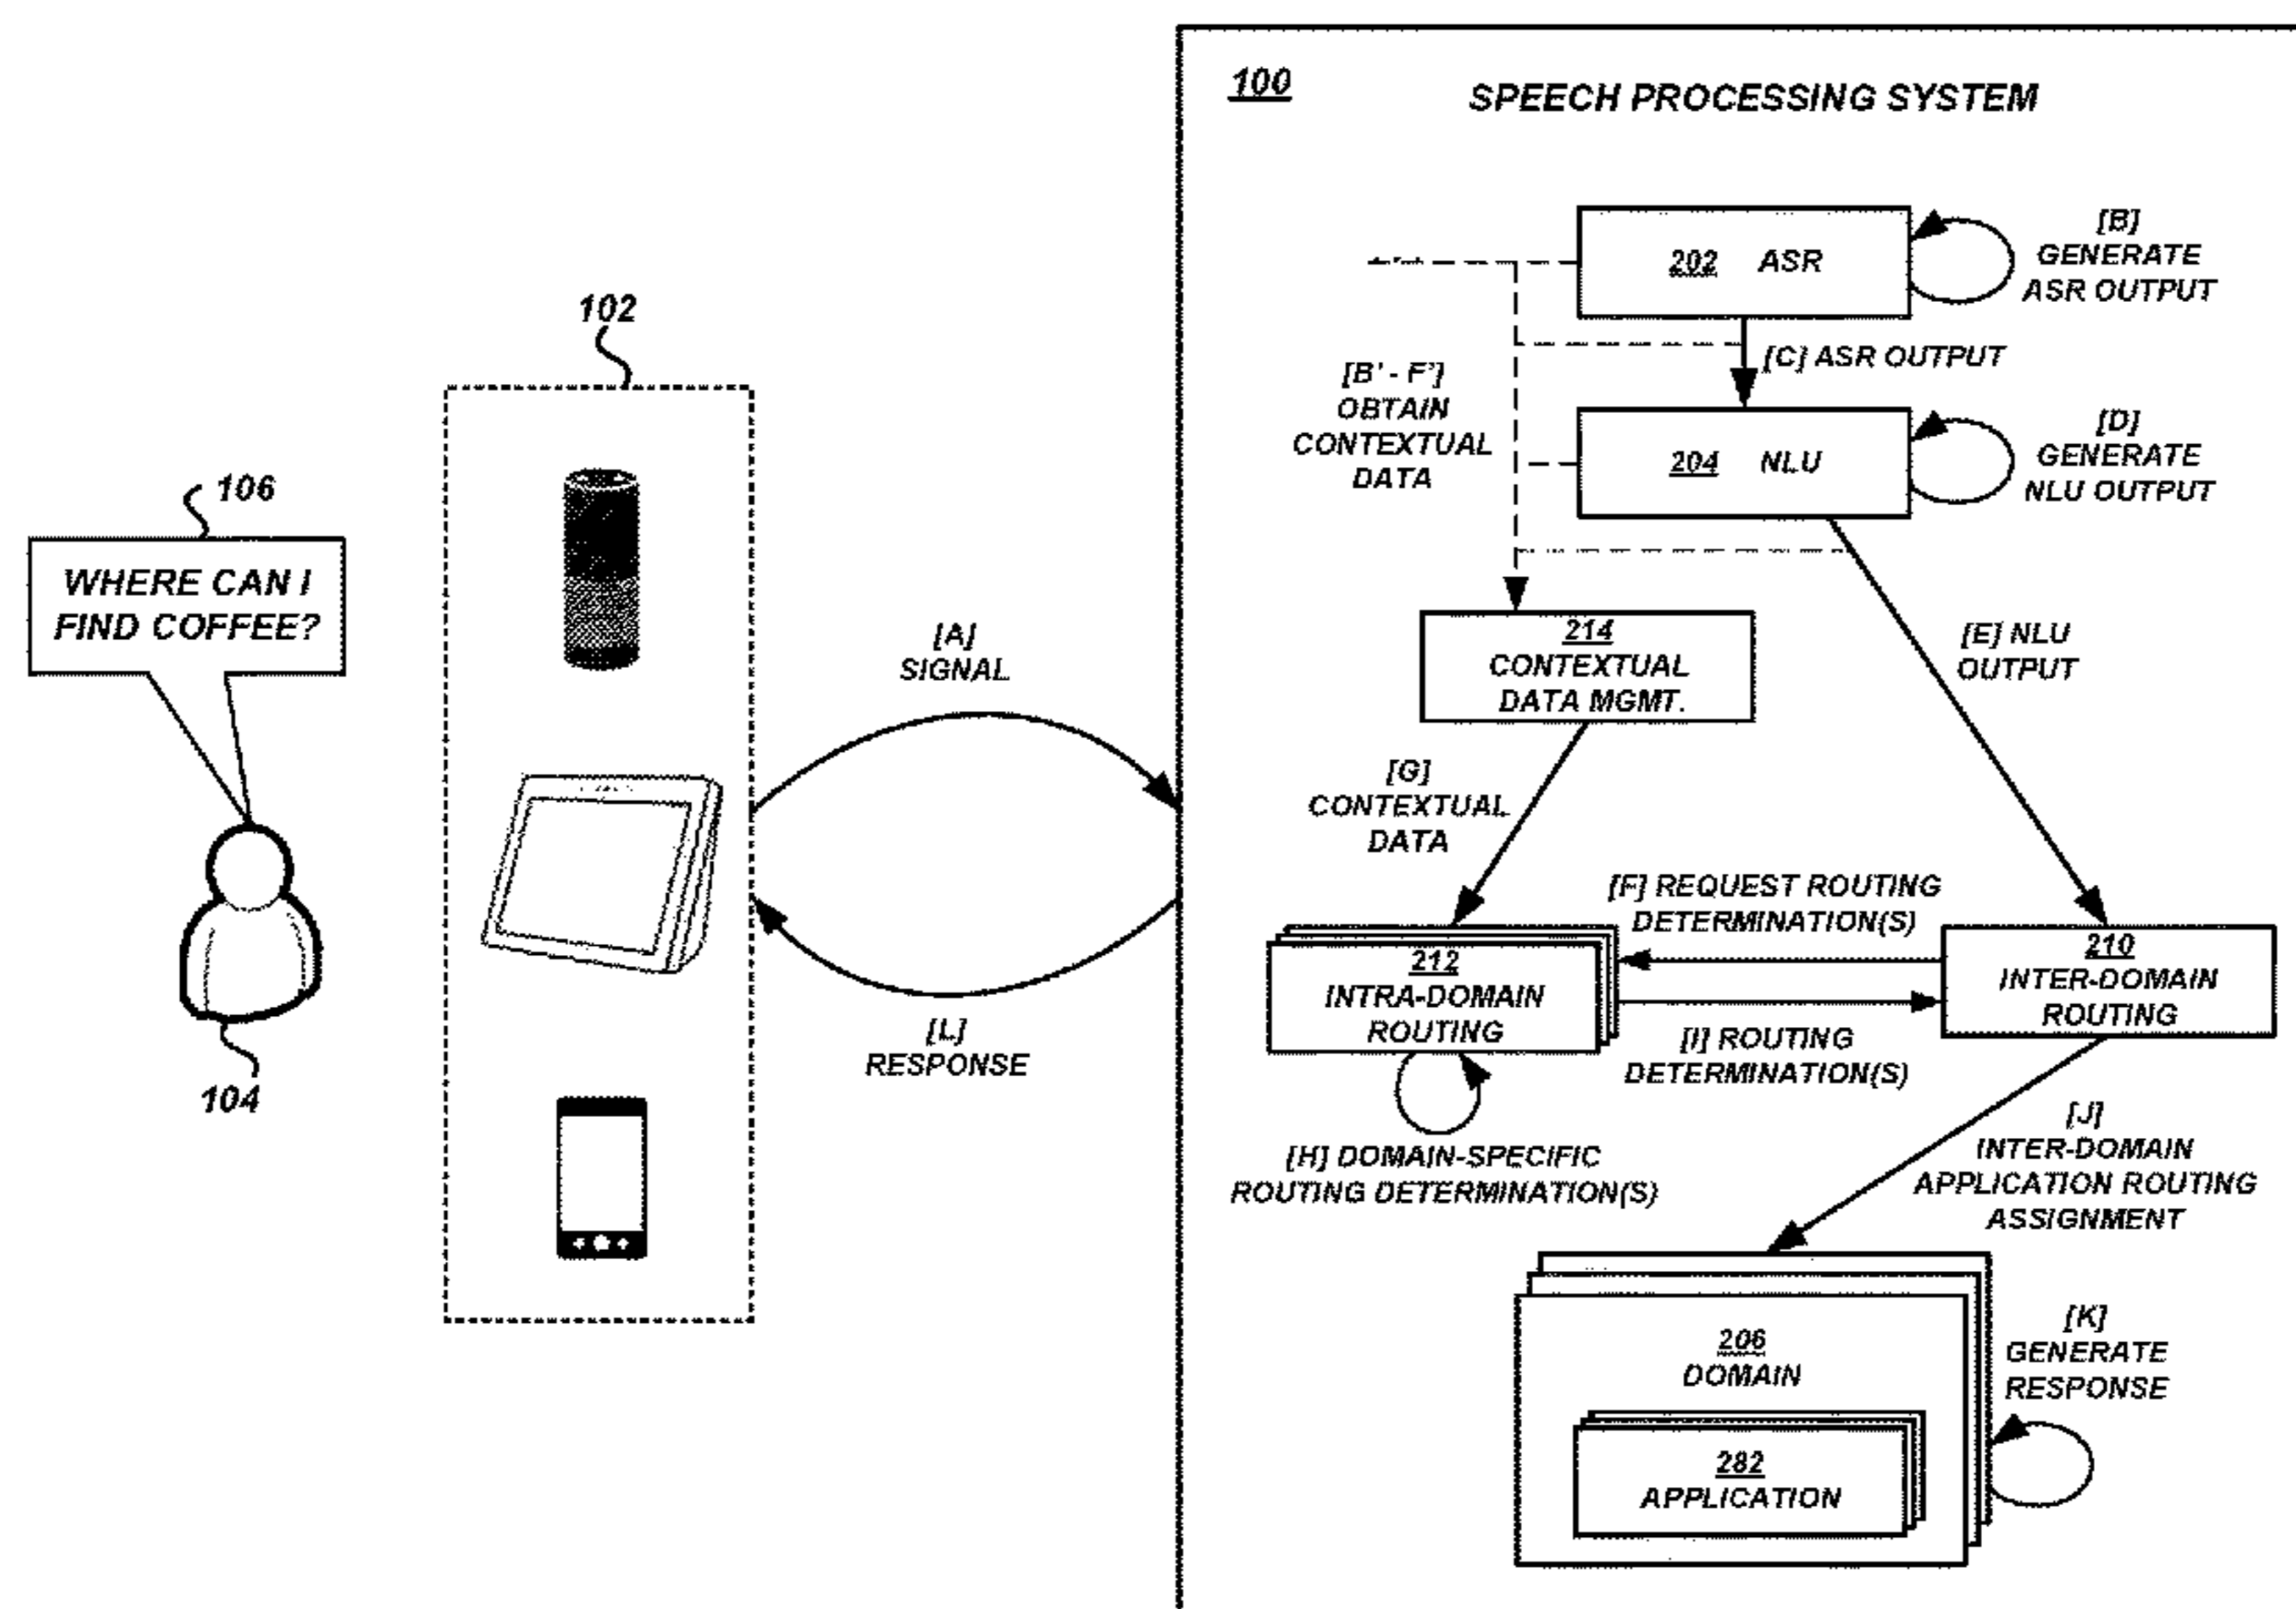 100
SPEECH PROCESSING SYSTEM
202 ASR
[B]
GENERATE
ASR OUTPUT
[C] ASR OUTPUT
[B' - F']
OBTAIN
CONTEXTUAL
DATA
204 NLU
[D]
GENERATE
NLU OUTPUT
102
106
WHERE CAN I
FIND COFFEE?
104
[A]
SIGNAL
[L]
RESPONSE
214
CONTEXTUAL
DATA MGMT.
[E] NLU
OUTPUT
[G]
CONTEXTUAL
DATA
[F] REQUEST ROUTING
DETERMINATION(S)
212
INTRA-DOMAIN
ROUTING
210
INTER-DOMAIN
ROUTING
[I] ROUTING
DETERMINATION(S)
[H] DOMAIN-SPECIFIC
ROUTING DETERMINATION(S)
[J]
INTER-DOMAIN
APPLICATION ROUTING
ASSIGNMENT
206
DOMAIN
282
APPLICATION
[K]
GENERATE
RESPONSE